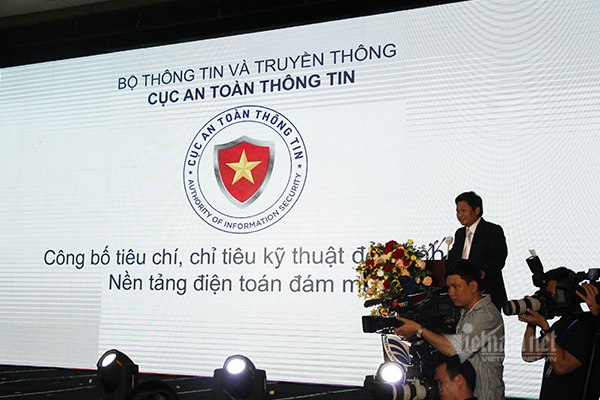 BỘ THÔNG TIN VÀ TRUYỀN THÔNG
CỤC AN TOÀN THÔNG TIN
CỤC AN TOÀN THÔNG TIN
AUTHORITY OF INFORMATION SECURITY
Công bố tiêu chí, chỉ tiêu kỹ thuật
Nền tảng điện toán đám
vietnamnet